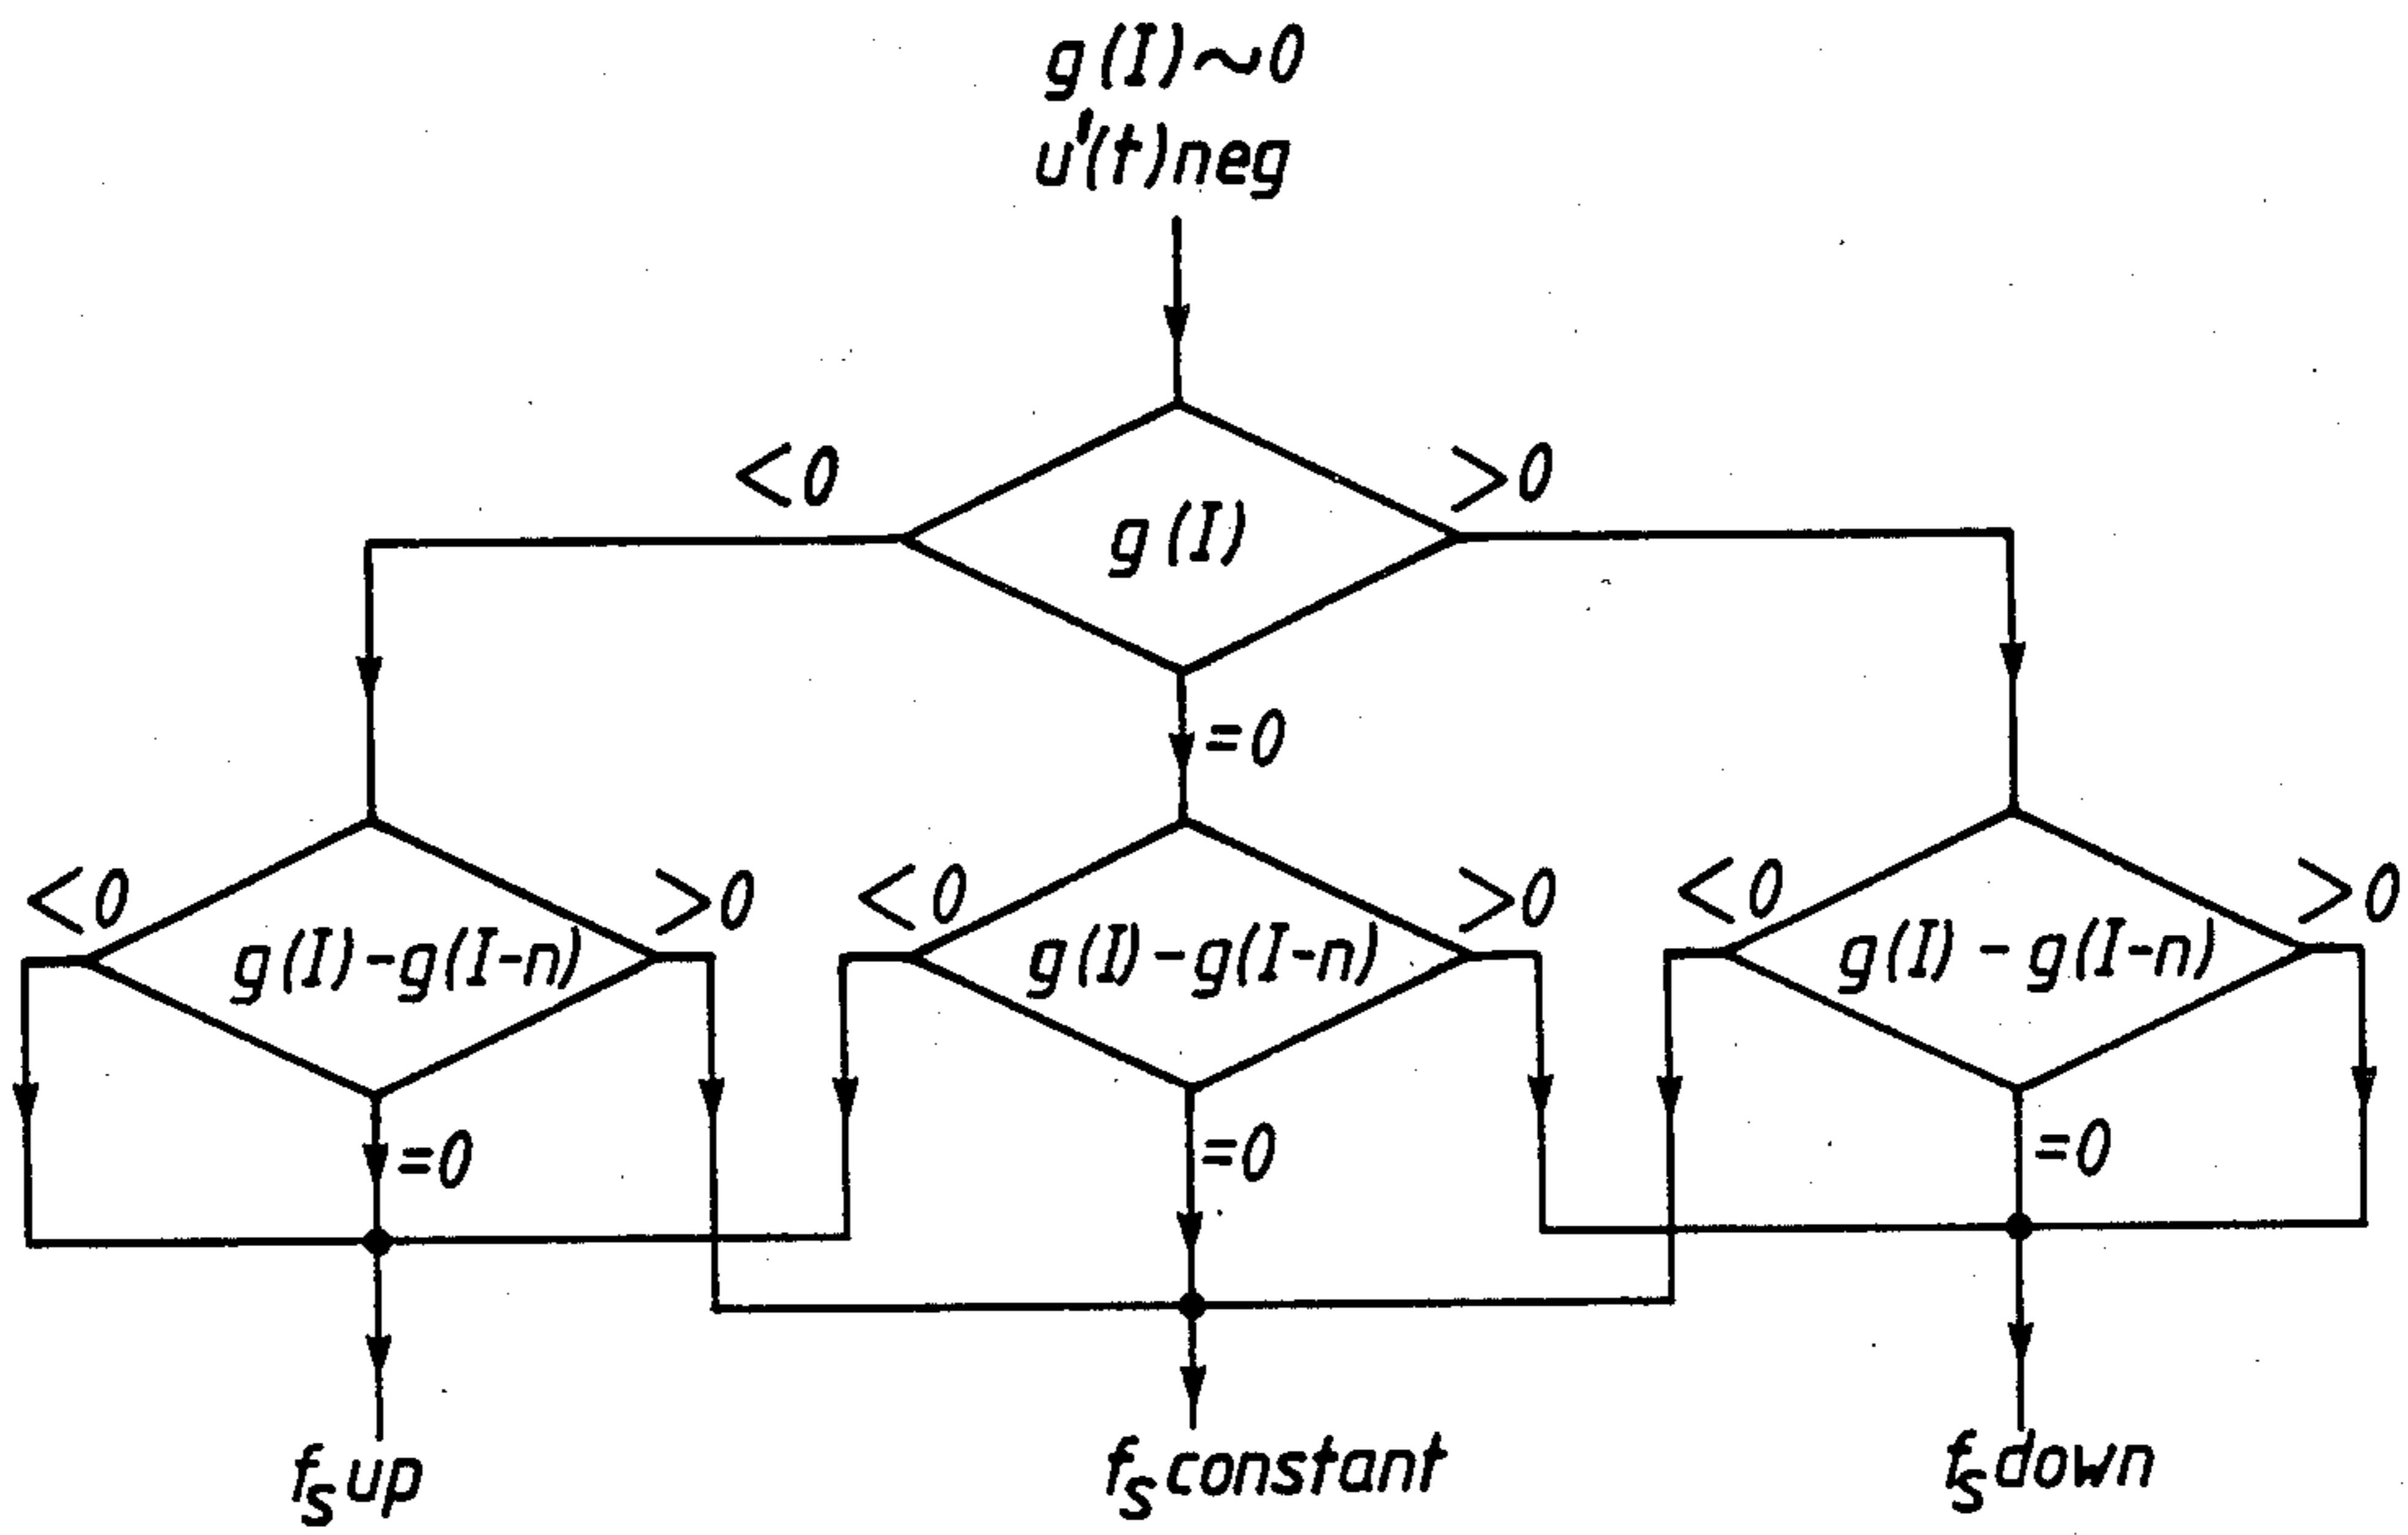 g(I)~0
u'(t)neg
<0
>0
g(I)
=0
<0
>0
<0
>0
<0
>0
g(I)-g(I-n)
g(I)-g(I-n)
g(I) - g(I-n)
=0
=0
=0
fs up
fs constant
fs down